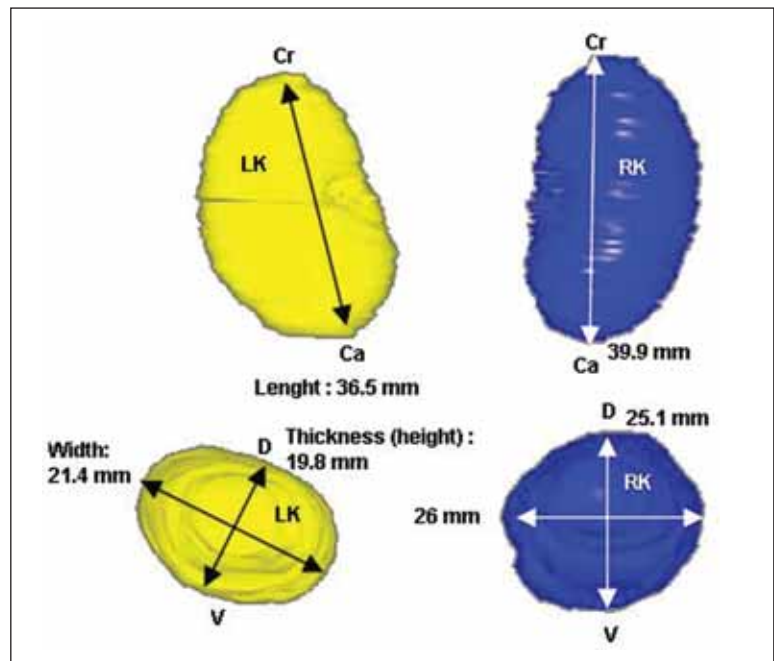 Cr
Cr
LK
RK
Ca
39.9 mm
Ca
Lenght : 36.5 mm
D
25.1 mm
Width:
21.4 mm
D
Thickness (height) :
19.8 mm
LK
RK
26 mm
V
V